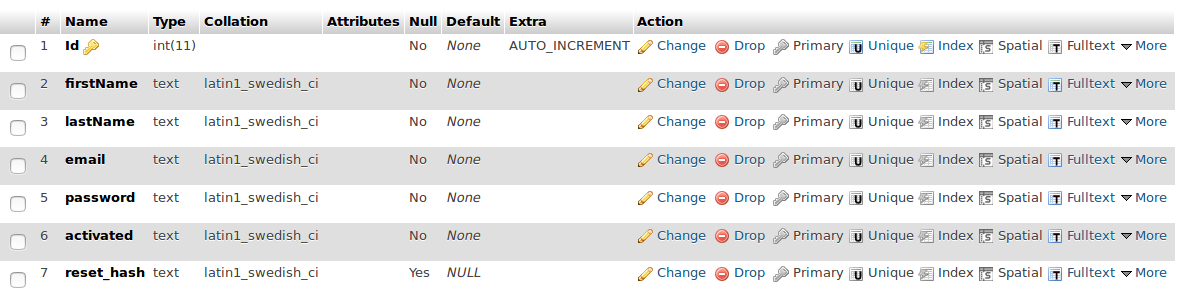 # Name Type Collation Attributes Null Default Extra Action
1 Id int(11) No None AUTO_INCREMENT Change Drop Primary Unique Index Spatial Fulltext More
2 firstName text latin1_swedish_ci No None Change Drop Primary Unique Index Spatial Fulltext More
3 lastName text latin1_swedish_ci No None Change Drop Primary Unique Index Spatial Fulltext More
4 email text latin1_swedish_ci No None Change Drop Primary Unique Index Spatial Fulltext More
5 password text latin1_swedish_ci No None Change Drop Primary Unique Index Spatial Fulltext More
6 activated text latin1_swedish_ci No None Change Drop Primary Unique Index Spatial Fulltext More
7 reset_hash text latin1_swedish_ci Yes NULL Change Drop Primary Unique Index Spatial Fulltext More